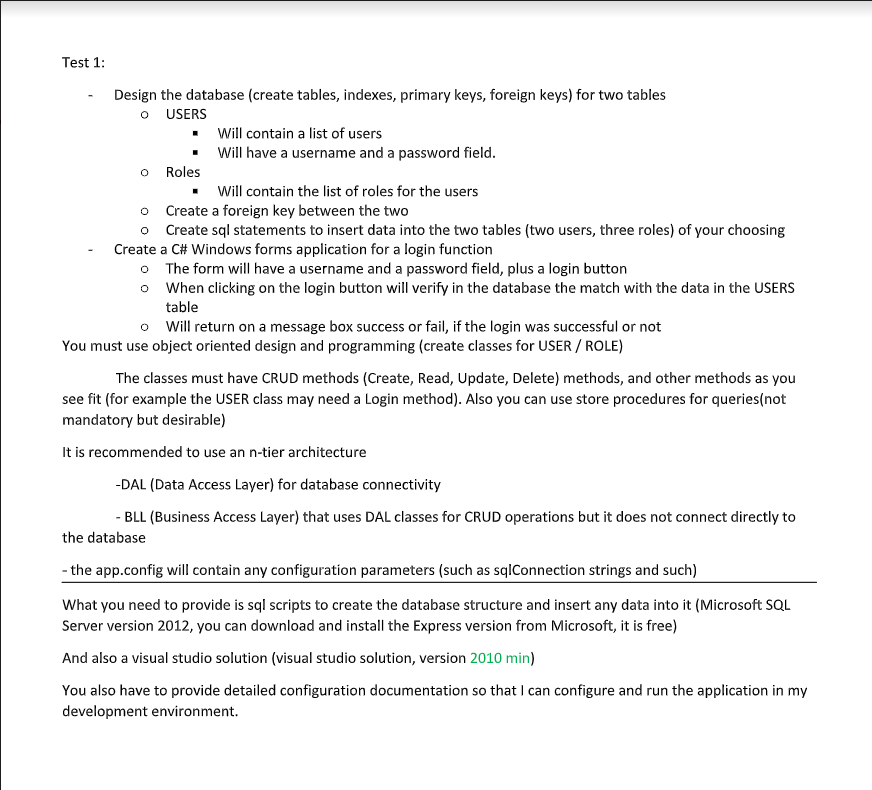 Test 1:
- Design the database (create tables, indexes, primary keys, foreign keys) for two tables
o USERS
▪ Will contain a list of users
▪ Will have a username and a password field.
o Roles
▪ Will contain the list of roles for the users
o Create a foreign key between the two
o Create sql statements to insert data into the two tables (two users, three roles) of your choosing
- Create a C# Windows forms application for a login function
o The form will have a username and a password field, plus a login button
o When clicking on the login button will verify in the database the match with the data in the USERS
table
o Will return on a message box success or fail, if the login was successful or not
You must use object oriented design and programming (create classes for USER / ROLE)
The classes must have CRUD methods (Create, Read, Update, Delete) methods, and other methods as you
see fit (for example the USER class may need a Login method). Also you can use store procedures for queries(not
mandatory but desirable)
It is recommended to use an n-tier architecture
-DAL (Data Access Layer) for database connectivity
- BLL (Business Access Layer) that uses DAL classes for CRUD operations but it does not connect directly to
the database
- the app.config will contain any configuration parameters (such as sqlConnection strings and such)
What you need to provide is sql scripts to create the database structure and insert any data into it (Microsoft SQL
Server version 2012, you can download and install the Express version from Microsoft, it is free)
And also a visual studio solution (visual studio solution, version 2010 min)
You also have to provide detailed configuration documentation so that I can configure and run the application in my
development environment.